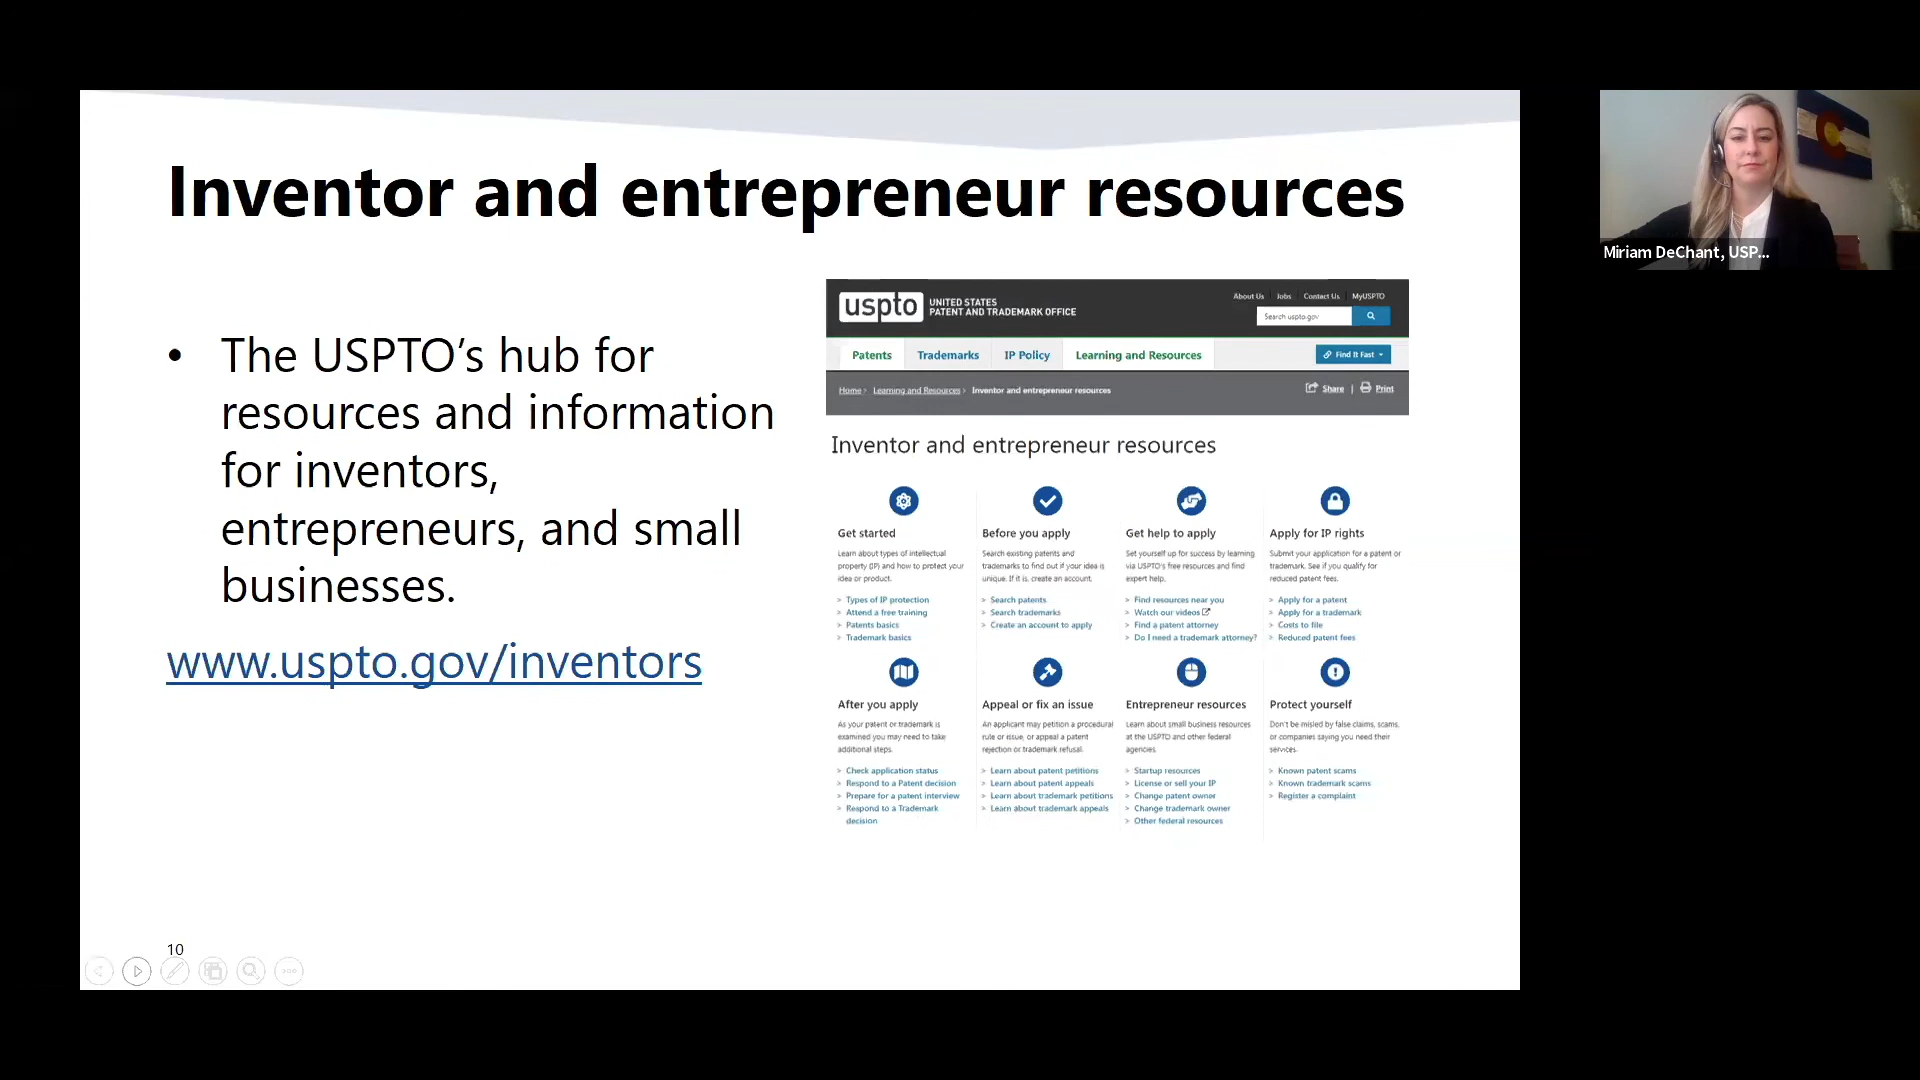 Inventor and entrepreneur resources
• The USPTO’s hub for
resources and information
for inventors,
entrepreneurs, and small
businesses.
www.uspto.gov/inventors
10
uspto UNITED STATES
PATENT AND TRADEMARK OFFICE
About Us Jobs Contact Us MyUSPTO
Search uspto.gov
Patents Trademarks IP Policy Learning and Resources Find It Fast
Home > Learning and Resources > Inventor and entrepreneur resources
Share | Print
Inventor and entrepreneur resources
Get started
Learn about types of intellectual
property (IP) and how to protect your
idea or product.
> Types of IP protection
> Attend a free training
> Patents basics
> Trademark basics
Before you apply
Search existing patents and
trademarks to find out if your idea is
unique. If it is, create an account.
> Search patents
> Search trademarks
> Create an account to apply
Get help to apply
Set yourself up for success by learning
via USPTO's free resources and find
expert help.
> Find resources near you
> Watch our videos
> Find a patent attorney
> Do I need a trademark attorney?
Apply for IP rights
Submit your application for a patent or
trademark. See if you qualify for
reduced patent fees.
> Apply for a patent
> Apply for a trademark
> Costs to file
> Reduced patent fees
After you apply
As your patent or trademark is
examined you may need to take
additional steps.
> Check application status
> Respond to a Patent decision
> Prepare for a patent interview
> Respond to a Trademark
decision
Appeal or fix an issue
An applicant may petition a procedural
rule or issue, or appeal a patent
rejection or trademark refusal.
> Learn about patent petitions
> Learn about patent appeals
> Learn about trademark petitions
> Learn about trademark appeals
Entrepreneur resources
Learn about small business resources
at the USPTO and other federal
agencies.
> Startup resources
> License or sell your IP
> Change patent owner
> Change trademark owner
> Other federal resources
Protect yourself
Don't be misled by false claims, scams,
or companies saying you need their
services.
> Known patent scams
> Known trademark scams
> Register a complaint
Miriam DeChant, USP...